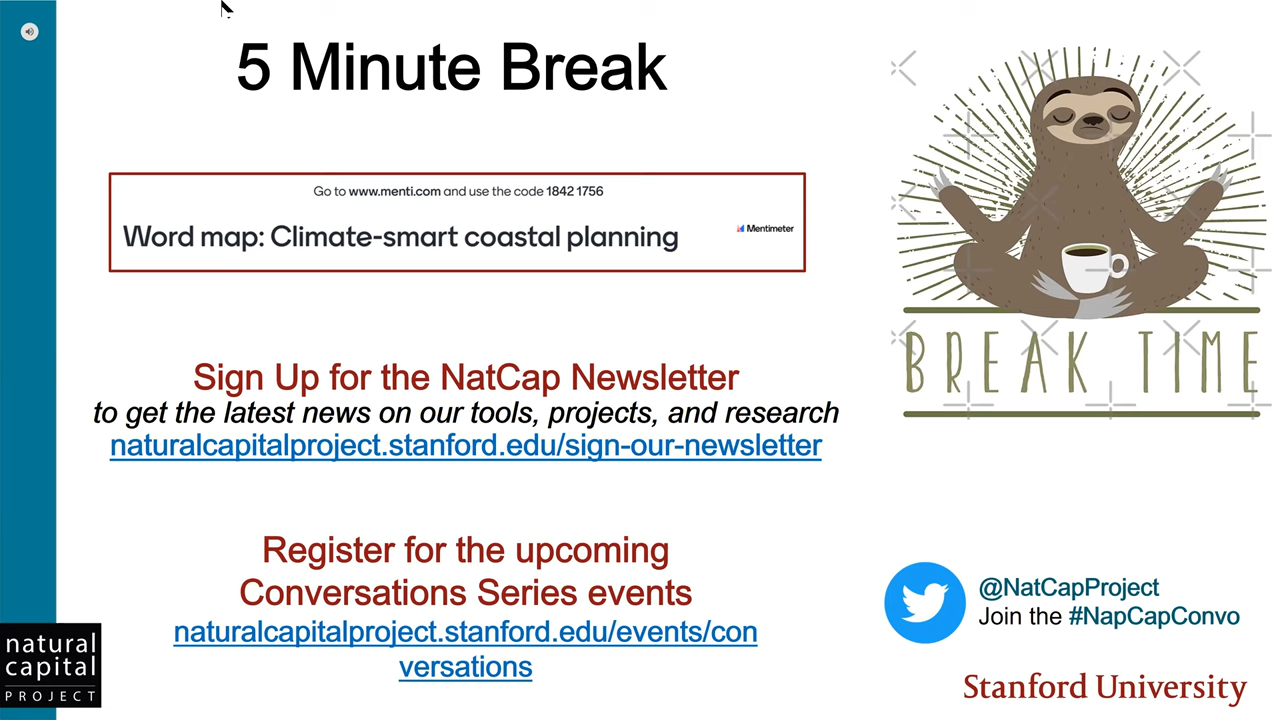 5 Minute Break
Go to www.menti.com and use the code 1842 1756
Word map: Climate-smart coastal planning
Mentimeter
BREAK TIME
Sign Up for the NatCap Newsletter
to get the latest news on our tools, projects, and research
naturalcapitalproject.stanford.edu/sign-our-newsletter
Register for the upcoming
Conversations Series events
naturalcapitalproject.stanford.edu/events/con
versations
@NatCapProject
Join the #NapCapConvo
natural
capital
PROJECT
Stanford University